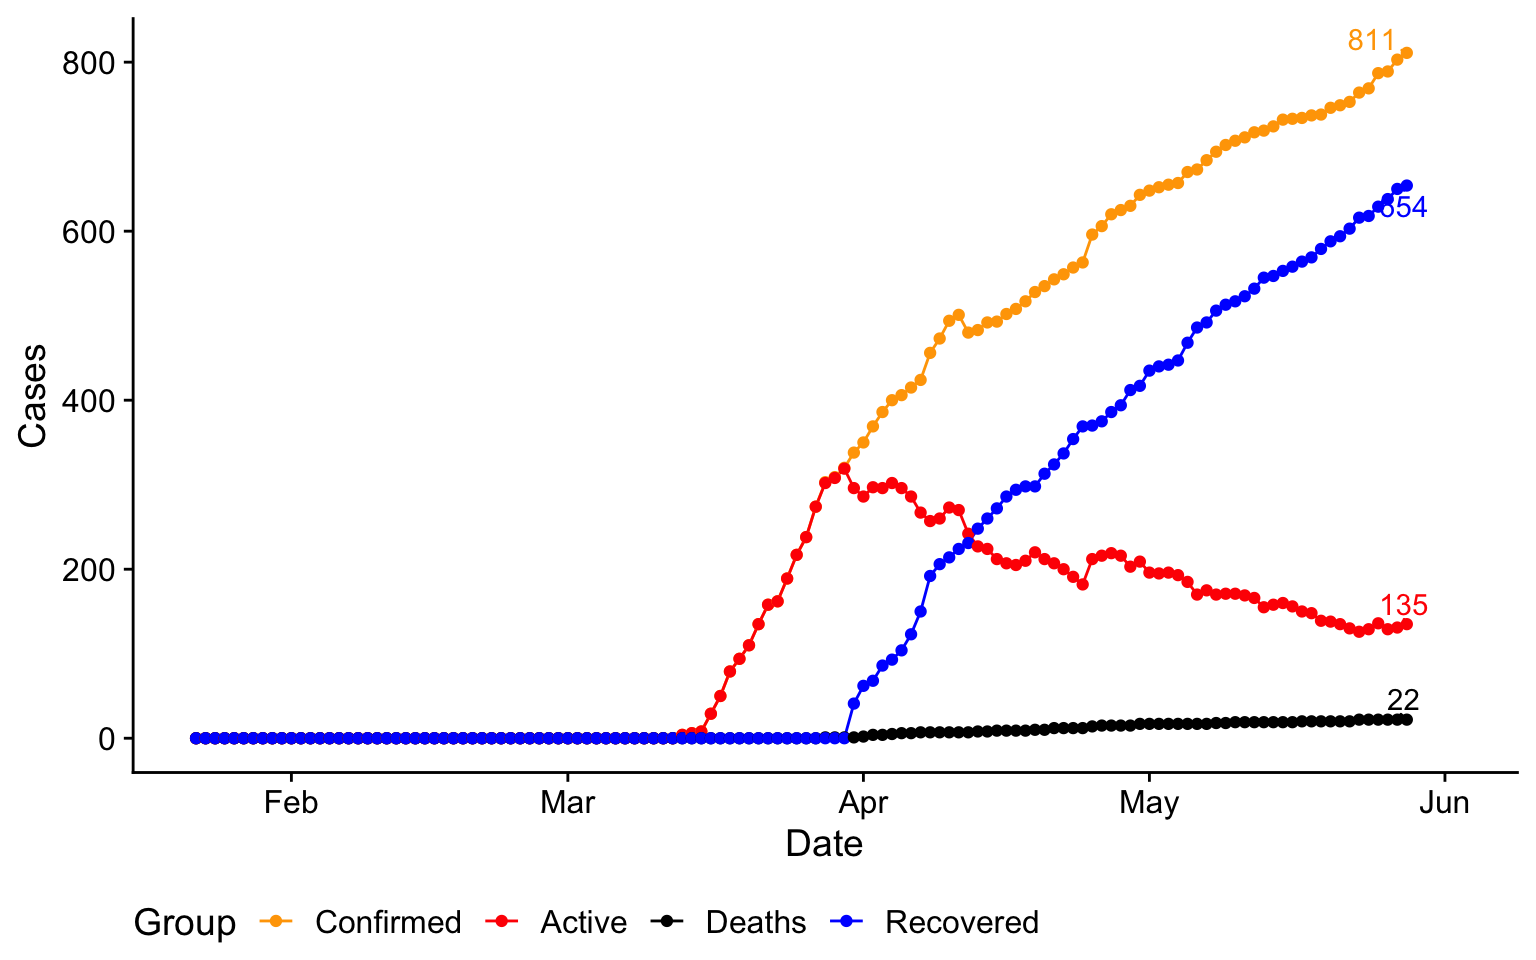 811
800
654
600
Cases
400
200
135
22
0
Feb Mar Apr May Jun
Date
Group Confirmed Active Deaths Recovered